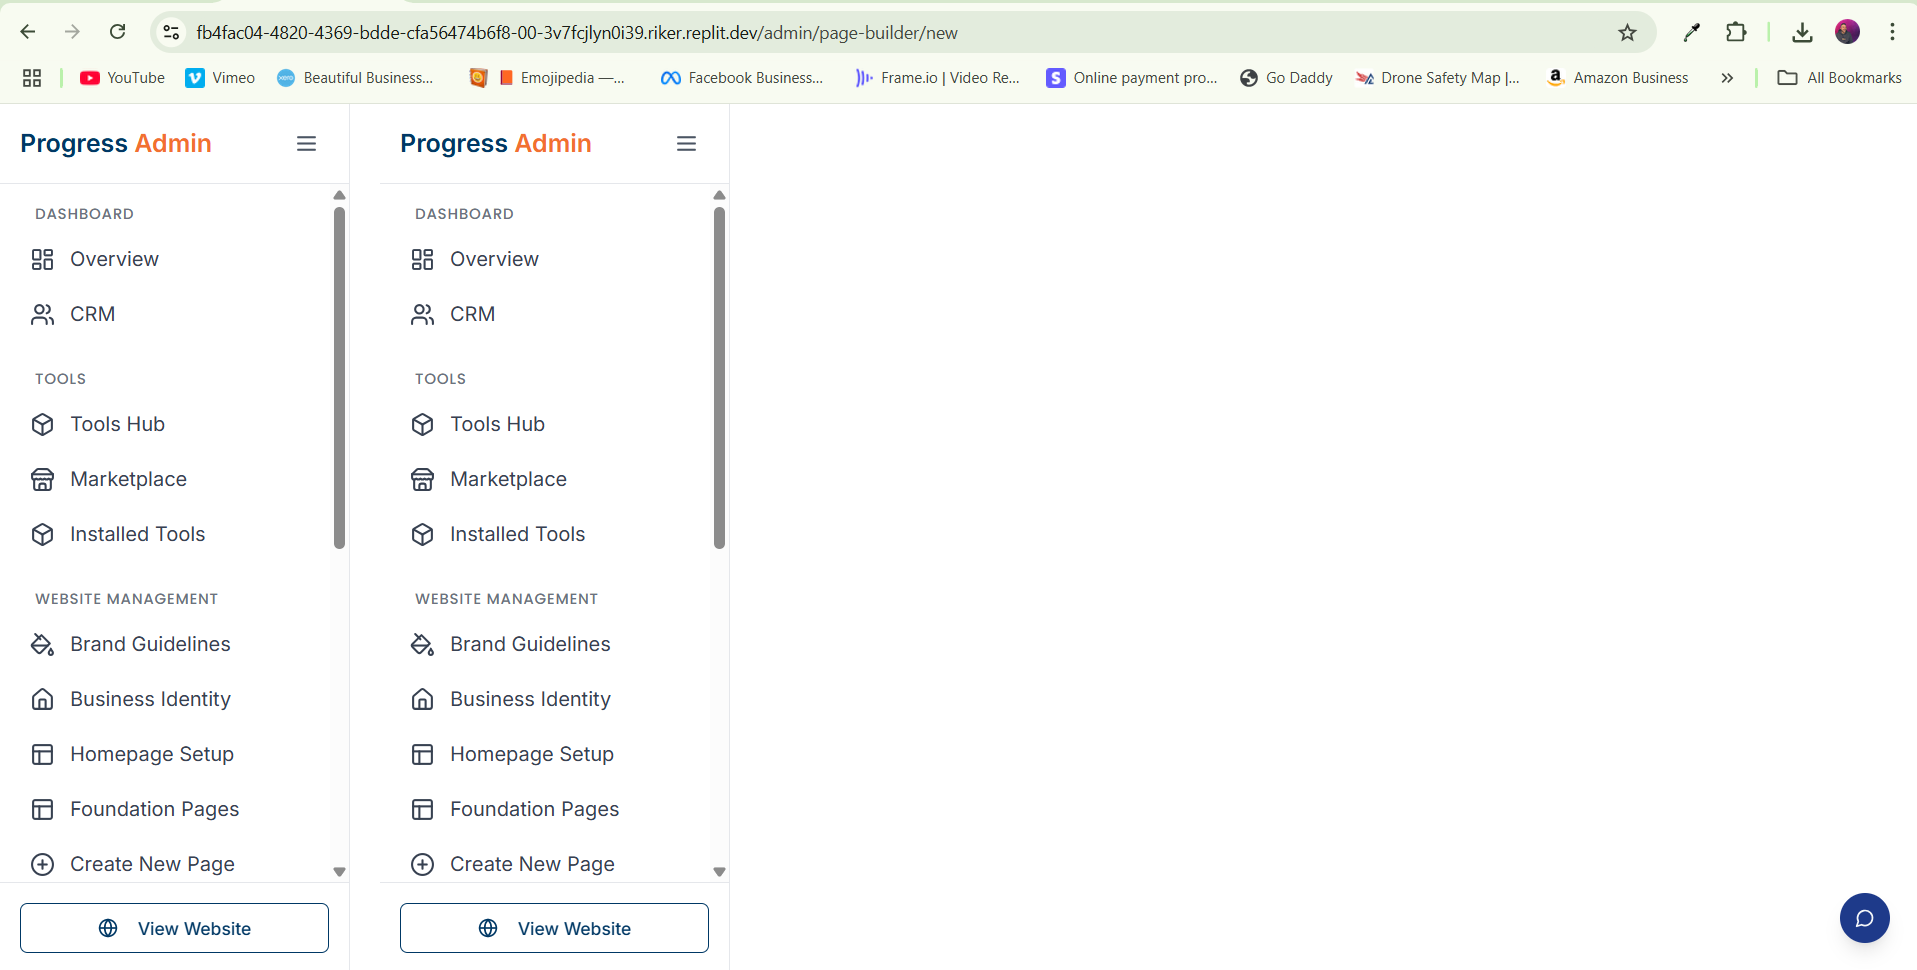 fb4fac04-4820-4369-bdde-cfa56474b6f8-00-3v7fcjlyn0i39.riker.replit.dev/admin/page-builder/new
YouTube
Vimeo
xero
Beautiful Business...
Emojipedia —...
Facebook Business...
Frame.io | Video Re...
S
Online payment pro...
Go Daddy
Drone Safety Map |...
a
Amazon Business
All Bookmarks
Progress Admin
DASHBOARD
Overview
CRM
TOOLS
Tools Hub
Marketplace
Installed Tools
WEBSITE MANAGEMENT
Brand Guidelines
Business Identity
Homepage Setup
Foundation Pages
Create New Page
View Website
Progress Admin
DASHBOARD
Overview
CRM
TOOLS
Tools Hub
Marketplace
Installed Tools
WEBSITE MANAGEMENT
Brand Guidelines
Business Identity
Homepage Setup
Foundation Pages
Create New Page
View Website